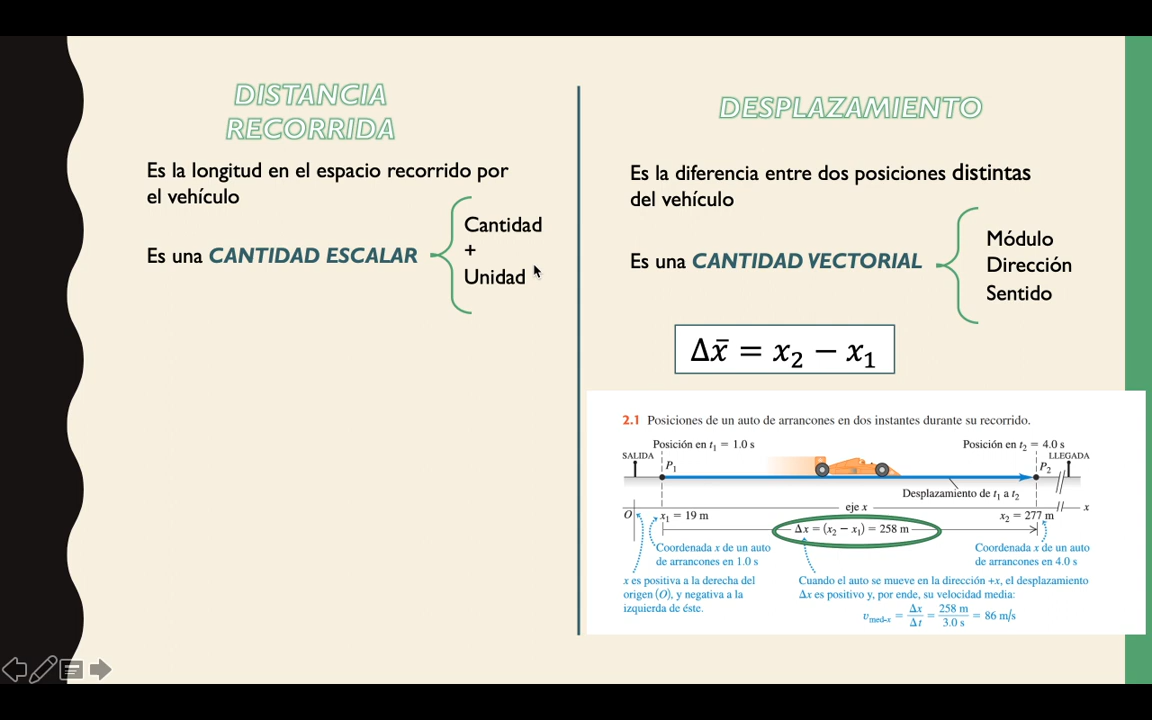 DISTANCIA
RECORRIDA
Es la longitud en el espacio recorrido por
el vehículo
Es una CANTIDAD ESCALAR
Cantidad
+
Unidad
DESPLAZAMIENTO
Es la diferencia entre dos posiciones distintas
del vehículo
Es una CANTIDAD VECTORIAL
Módulo
Dirección
Sentido
Δx̄ = x₂ − x₁
2.1 Posiciones de un auto de arrancones en dos instantes durante su recorrido.
Posición en t₁ = 1.0 s
Posición en t₂ = 4.0 s
SALIDA
LLEGADA
P₁
P₂
Desplazamiento de t₁ a t₂
eje x
x
O
x₁ = 19 m
x₂ = 277 m
Δx = (x₂ − x₁) = 258 m
Coordenada x de un auto
de arrancones en 1.0 s
Coordenada x de un auto
de arrancones en 4.0 s
x es positiva a la derecha del
origen (O), y negativa a la
izquierda de éste.
Cuando el auto se mueve en la dirección +x, el desplazamiento
Δx es positivo y, por ende, su velocidad media:
vmed-x = Δx/Δt = 258 m/3.0 s = 86 m/s